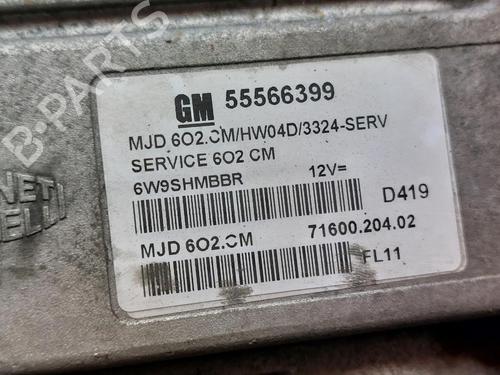 B-PARTS
GM 55566399
MJD 6O2.CM/HW04D/3324-SERV
SERVICE 6O2 CM
6W9SHMBBR 12V=
D419
MJD 6O2.CM 71600.204.02
FL11